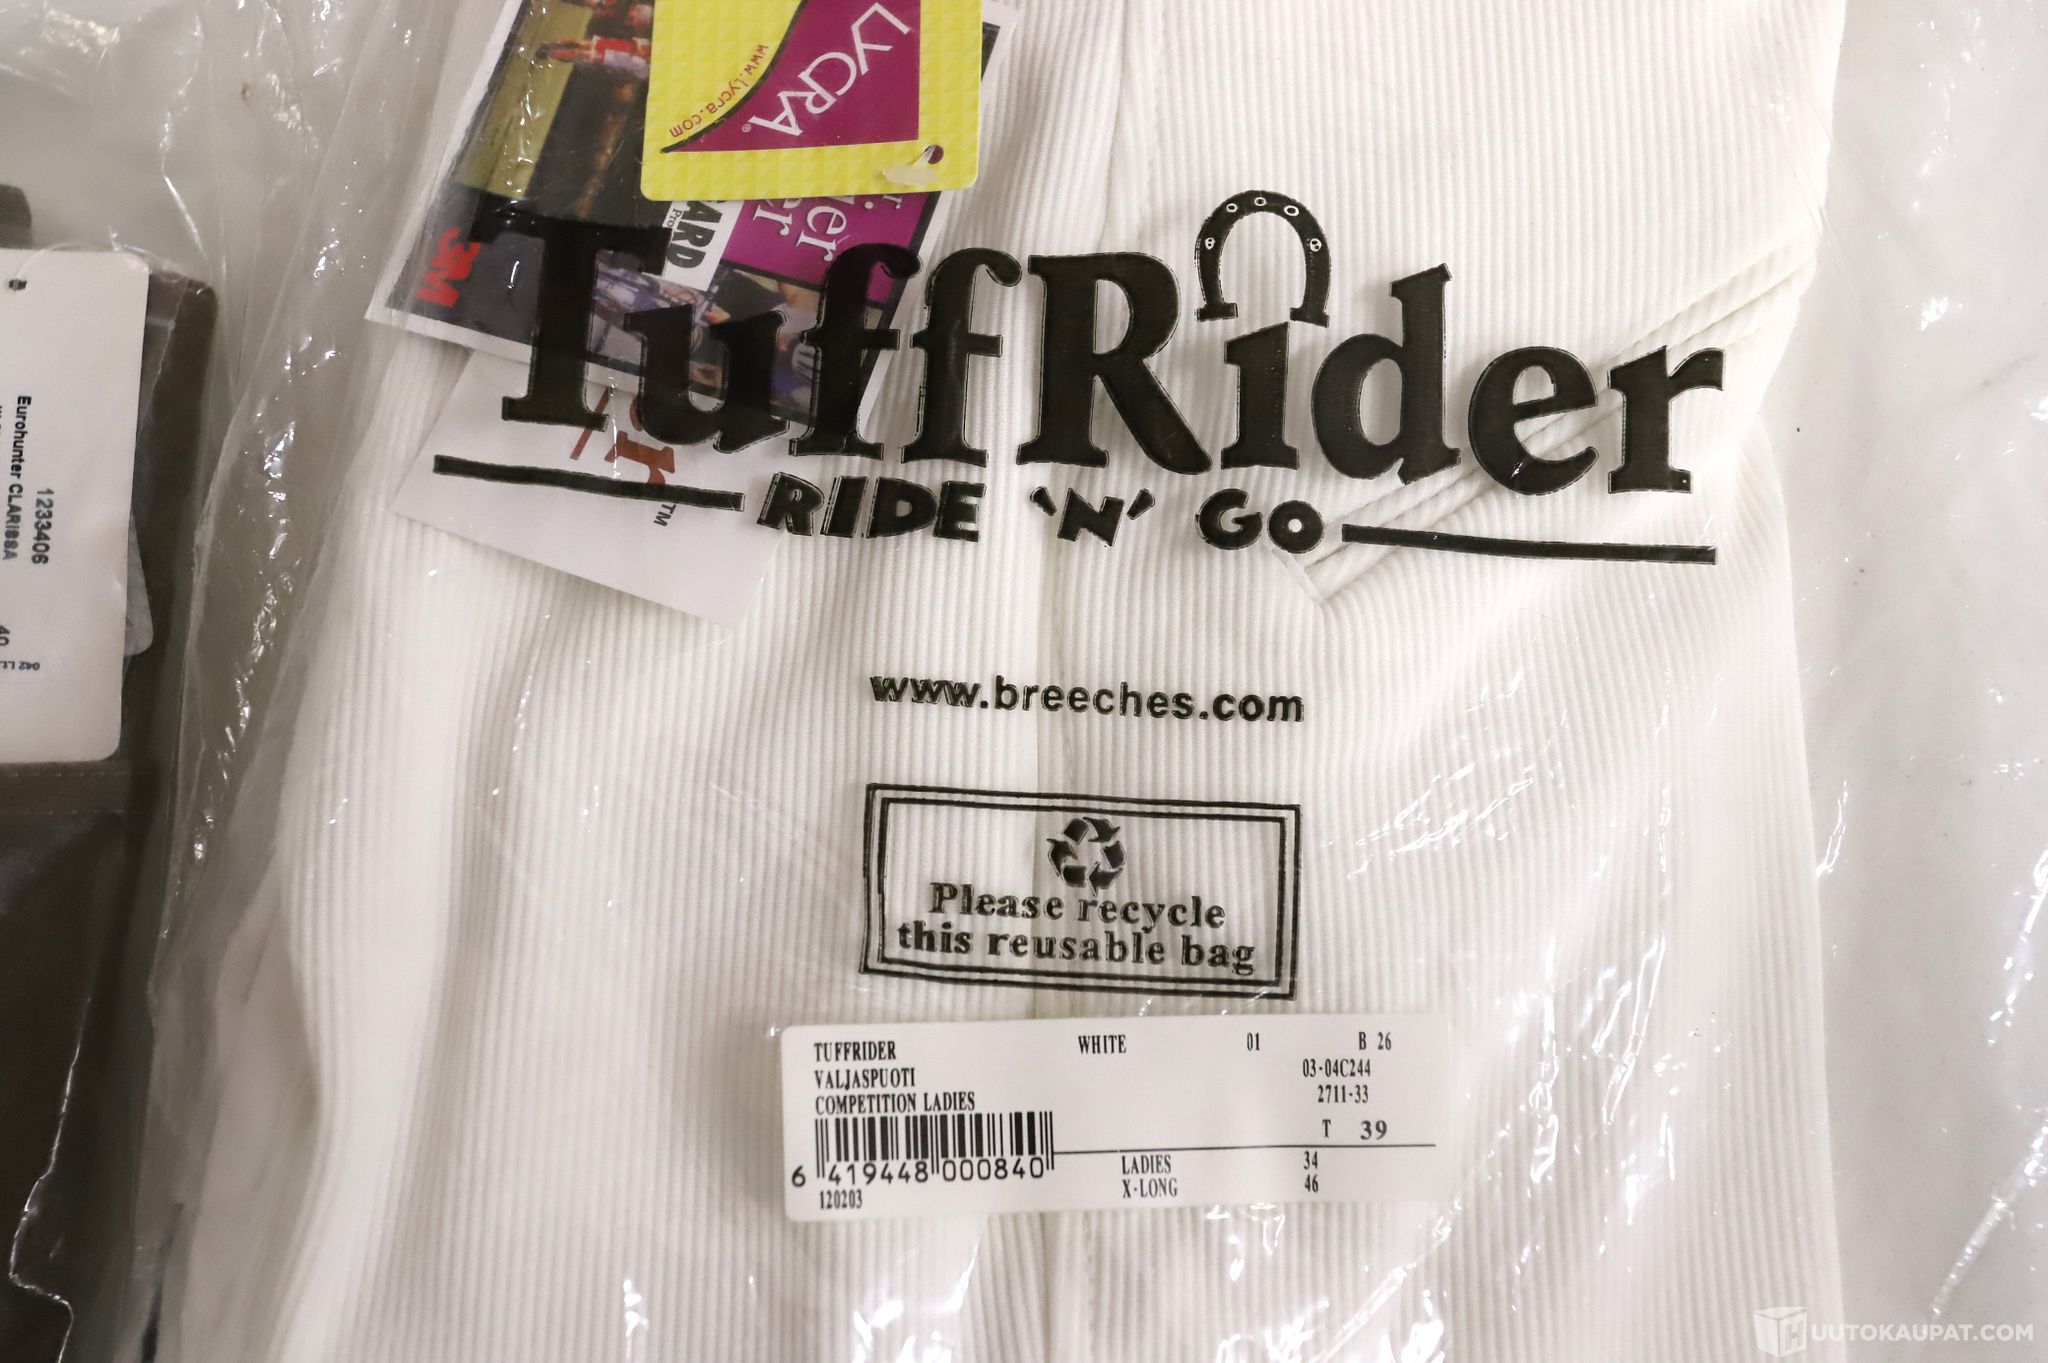 LYCRA®
www.lycra.com
3M
TuffRider
RIDE 'N' GO
TM
www.breeches.com
Please recycle
this reusable bag
TUFFRIDER WHITE 01 B 26
VALJASPUOTI 03-04C244
COMPETITION LADIES 2711-33
T 39
6 419448 000840
LADIES 34
X-LONG 46
120203
1233406
Eurohunter CLARISSA
40
HUUTOKAUPAT.COM